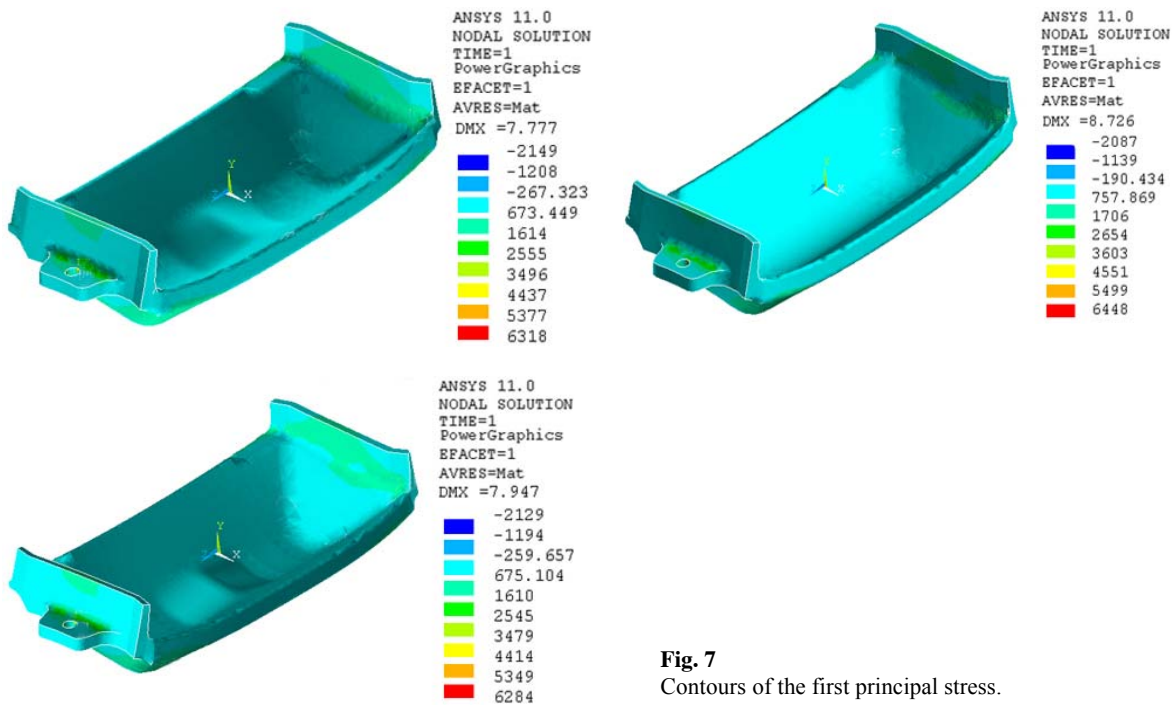 ANSYS 11.0
NODAL SOLUTION
TIME=1
PowerGraphics
EFACET=1
AVRES=Mat
DMX =7.777
-2149
-1208
-267.323
673.449
1614
2555
3496
4437
5377
6318
Y
X
Z
ANSYS 11.0
NODAL SOLUTION
TIME=1
PowerGraphics
EFACET=1
AVRES=Mat
DMX =8.726
-2087
-1139
-190.434
757.869
1706
2654
3603
4551
5499
6448
Y
X
Z
ANSYS 11.0
NODAL SOLUTION
TIME=1
PowerGraphics
EFACET=1
AVRES=Mat
DMX =7.947
-2129
-1194
-259.657
675.104
1610
2545
3479
4414
5349
6284
Y
X
Z
Fig. 7
Contours of the first principal stress.